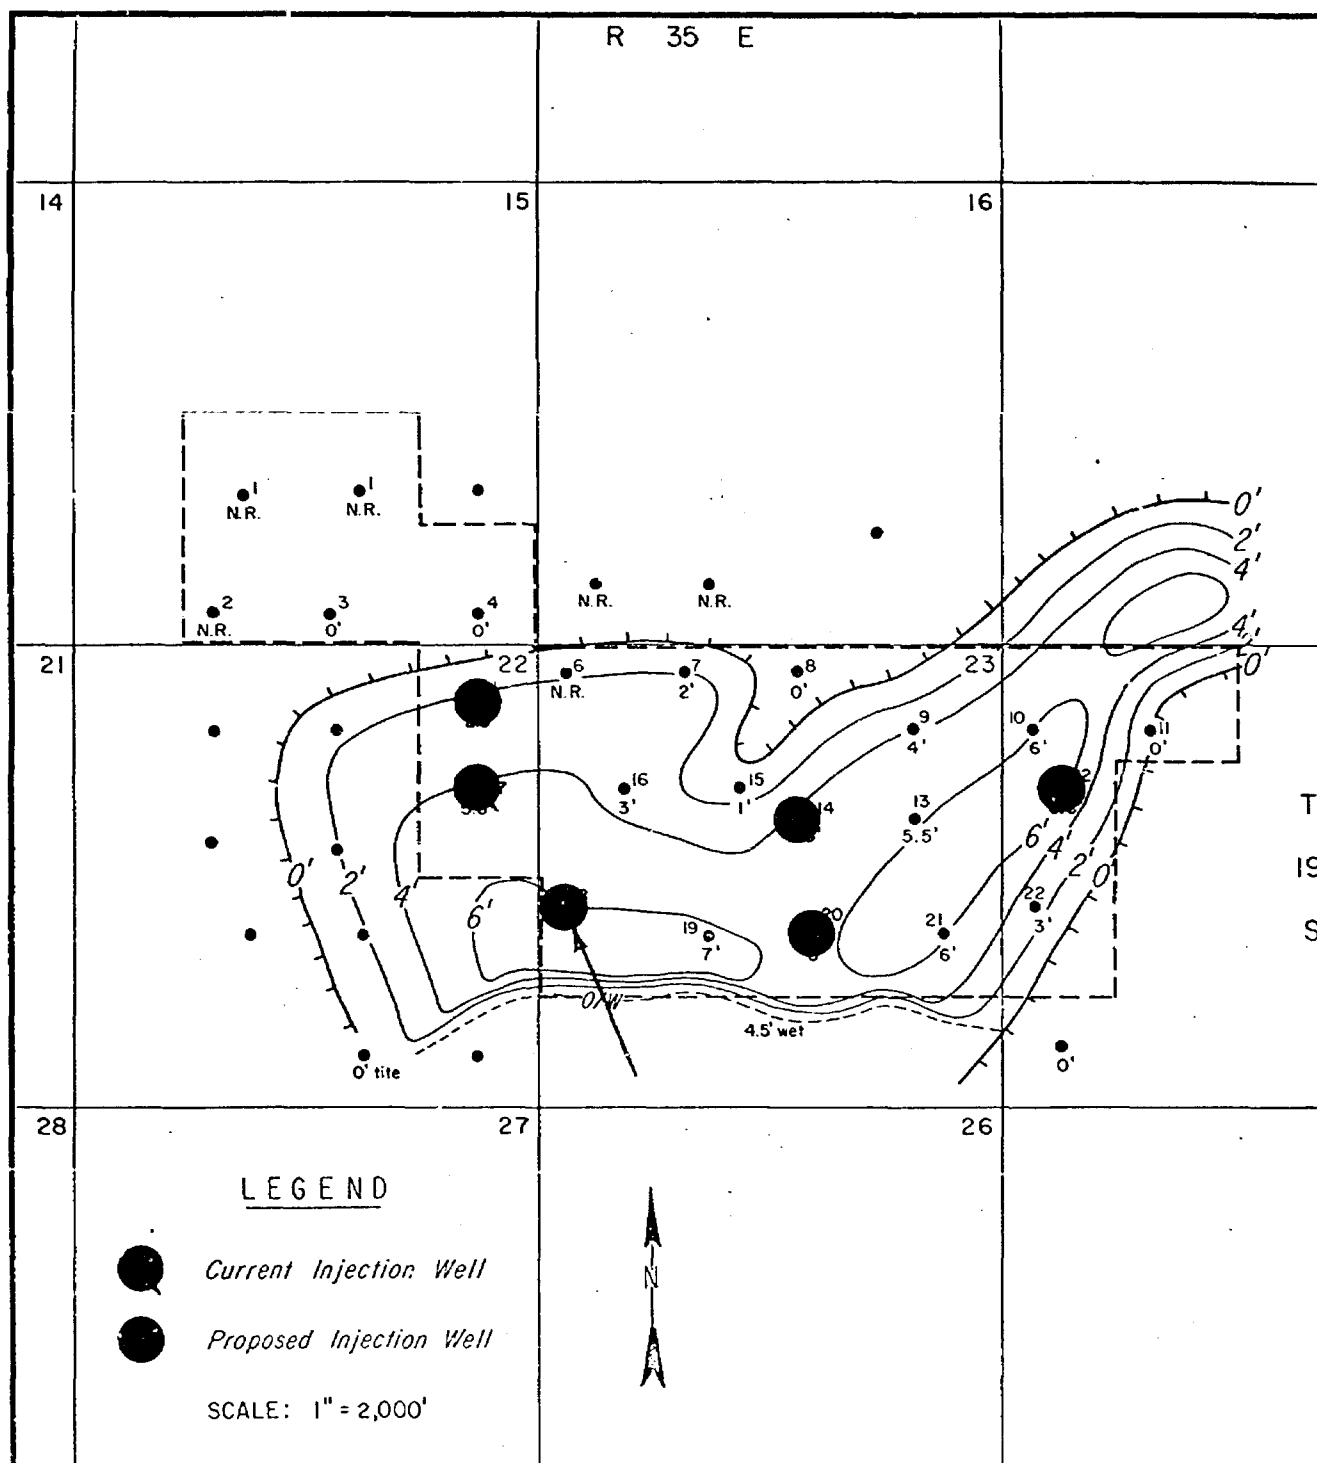 R 35 E
14 15 16
0'
2'
4'
1 1
N.R. N.R.
2 3 4
N.R. 0' 0'
N.R. N.R.
4'
2'
0'
21 22 23
6 7 8
N.R. 2' 0'
9 10 11
4' 6' 0'
16 15 14 13
3' 1' 5.5'
T
19
S
0' 2' 4' 6'
6' 4' 2' 0'
19 20 21 22
7' 6' 3'
O/W
4.5' wet
0' tite
0'
28 27 26
LEGEND
Current Injection Well
Proposed Injection Well
SCALE: 1" = 2,000'
N